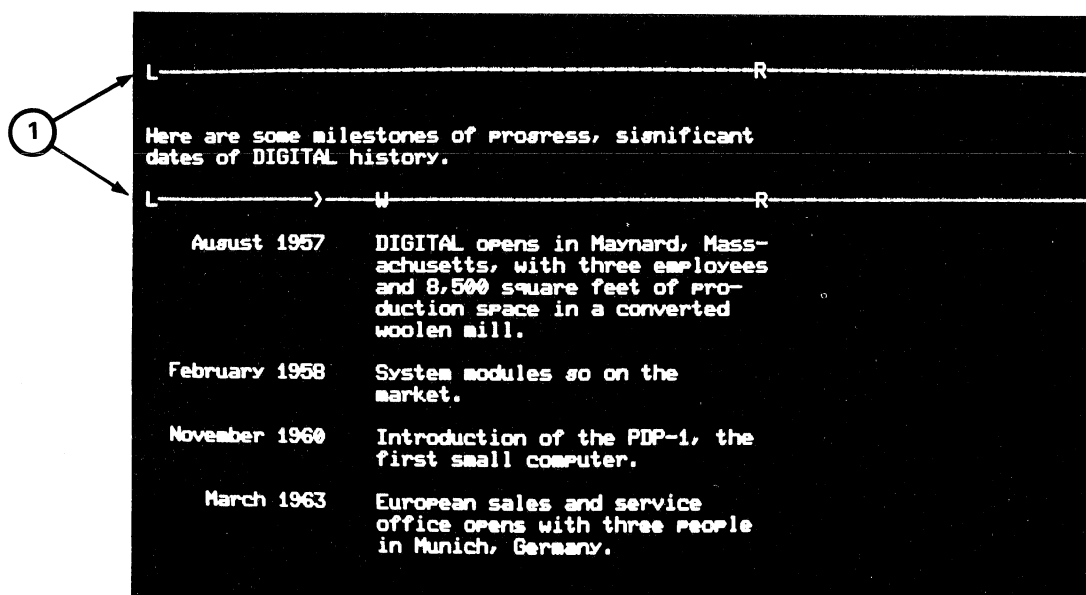 L R
1
Here are some milestones of progress, significant
dates of DIGITAL history.
L > W R
August 1957 DIGITAL opens in Maynard, Mass-
achusetts, with three employees
and 8,500 square feet of pro-
duction space in a converted
woolen mill.
February 1958 System modules go on the
market.
November 1960 Introduction of the PDP-1, the
first small computer.
March 1963 European sales and service
office opens with three people
in Munich, Germany.